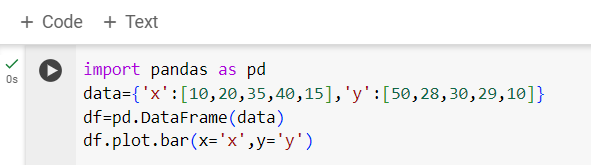 + Code + Text
0s
import pandas as pd
data={'x':[10,20,35,40,15],'y':[50,28,30,29,10]}
df=pd.DataFrame(data)
df.plot.bar(x='x',y='y')